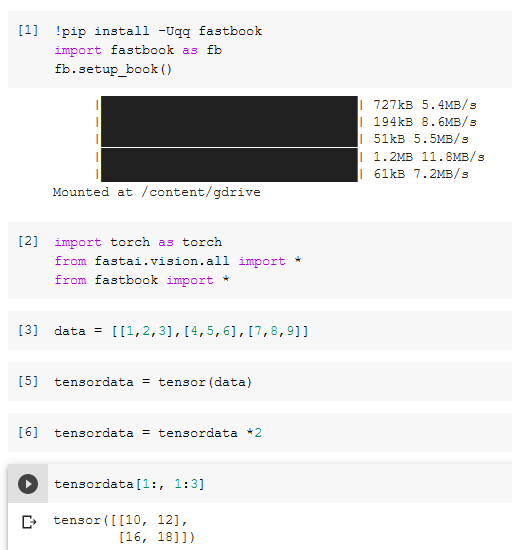 [1] !pip install -Uqq fastbook
import fastbook as fb
fb.setup_book()
727kB 5.4MB/s
194kB 8.6MB/s
51kB 5.5MB/s
1.2MB 11.8MB/s
61kB 7.2MB/s
Mounted at /content/gdrive
[2] import torch as torch
from fastai.vision.all import *
from fastbook import *
[3] data = [[1,2,3],[4,5,6],[7,8,9]]
[5] tensordata = tensor(data)
[6] tensordata = tensordata *2
tensordata[1:, 1:3]
tensor([[10, 12],
[16, 18]])